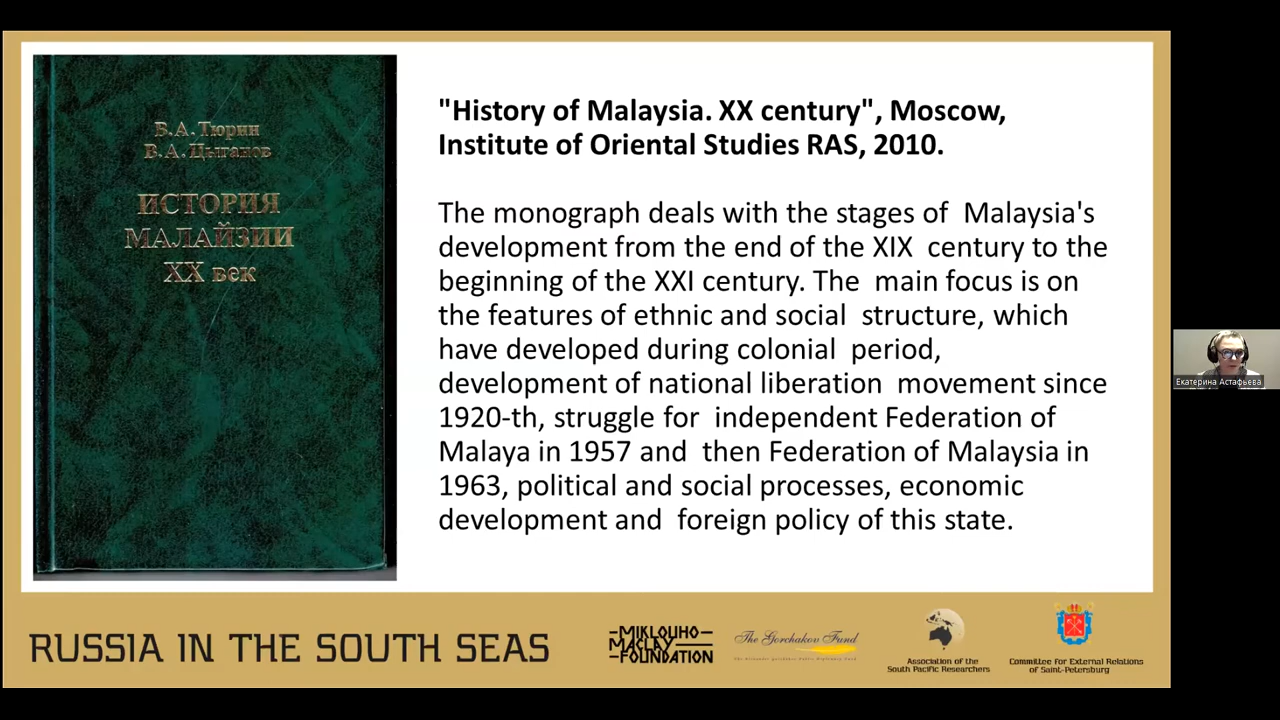 В.А. Тюрин
В.А. Цыганов
ИСТОРИЯ
МАЛАЙЗИИ
XX век
"History of Malaysia. XX century", Moscow,
Institute of Oriental Studies RAS, 2010.
The monograph deals with the stages of Malaysia's
development from the end of the XIX century to the
beginning of the XXI century. The main focus is on
the features of ethnic and social structure, which
have developed during colonial period,
development of national liberation movement since
1920-th, struggle for independent Federation of
Malaya in 1957 and then Federation of Malaysia in
1963, political and social processes, economic
development and foreign policy of this state.
Екатерина Астафьева
RUSSIA IN THE SOUTH SEAS
MIKLOUHO
MACLAY
FOUNDATION
The Gorchakov Fund
The Alexander Gorchakov Public Diplomacy Fund
Association of the
South Pacific Researchers
Committee for External Relations
of Saint-Petersburg